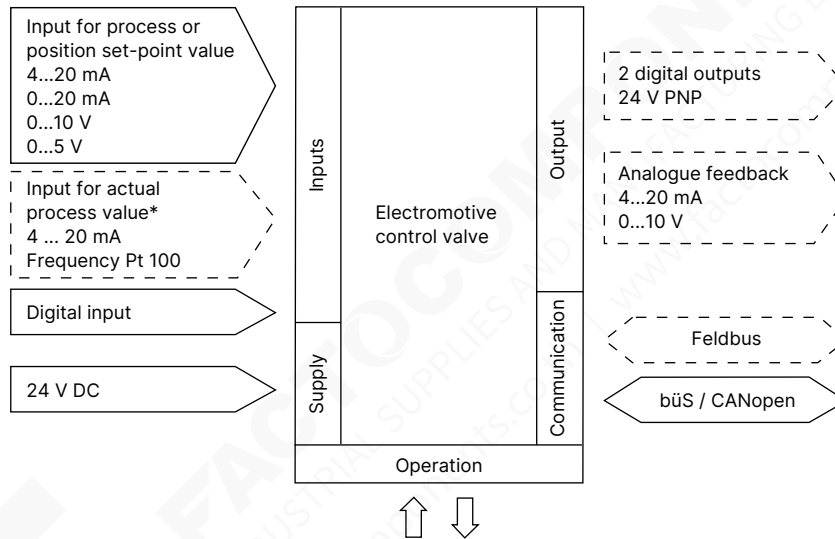 Input for process or
position set-point value
4...20 mA
0...20 mA
0...10 V
0...5 V
Input for actual
process value*
4 ... 20 mA
Frequency Pt 100
Digital input
24 V DC
Inputs
Supply
Electromotive
control valve
Output
Communication
Operation
2 digital outputs
24 V PNP
Analogue feedback
4...20 mA
0...10 V
Feldbus
büS / CANopen